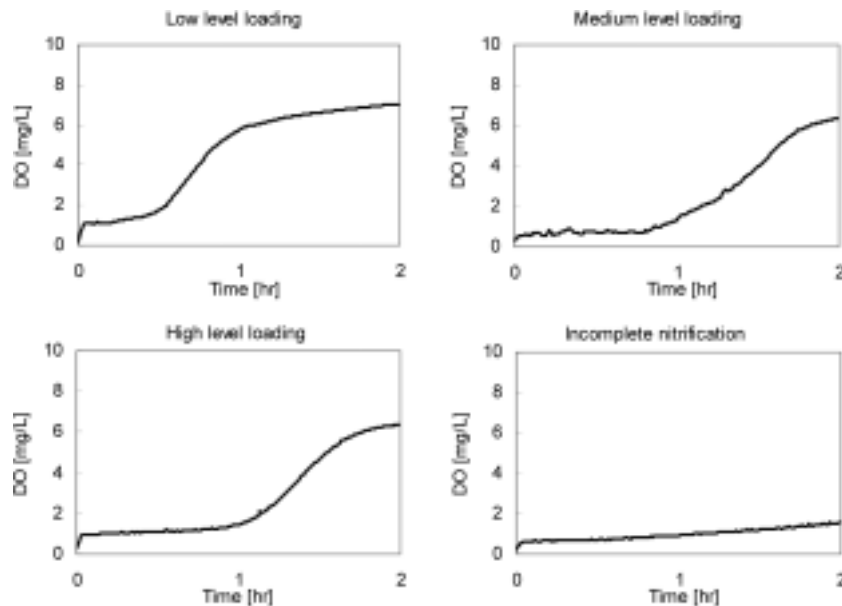 Low level loading
10
8
6
4
2
0
DO [mg/L]
0 1 2
Time [hr]
Medium level loading
10
8
6
4
2
0
DO [mg/L]
0 1 2
Time [hr]
High level loading
10
8
6
4
2
0
DO [mg/L]
0 1 2
Time [hr]
Incomplete nitrification
10
8
6
4
2
0
DO [mg/L]
0 1 2
Time [hr]